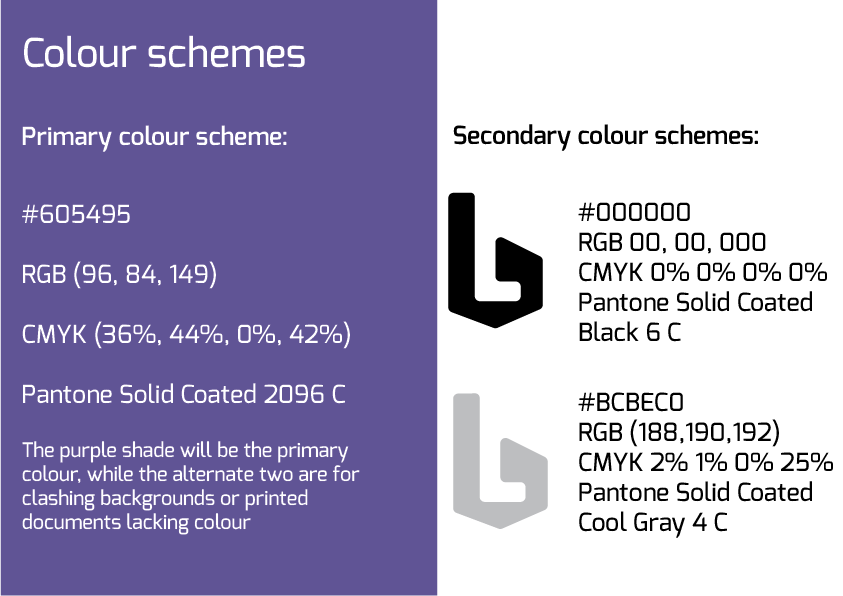 Colour schemes
Primary colour scheme:
#605495
RGB (96, 84, 149)
CMYK (36%, 44%, 0%, 42%)
Pantone Solid Coated 2096 C
The purple shade will be the primary
colour, while the alternate two are for
clashing backgrounds or printed
documents lacking colour
Secondary colour schemes:
#000000
RGB 00, 00, 000
CMYK 0% 0% 0% 0%
Pantone Solid Coated
Black 6 C
#BCBEC0
RGB (188,190,192)
CMYK 2% 1% 0% 25%
Pantone Solid Coated
Cool Gray 4 C